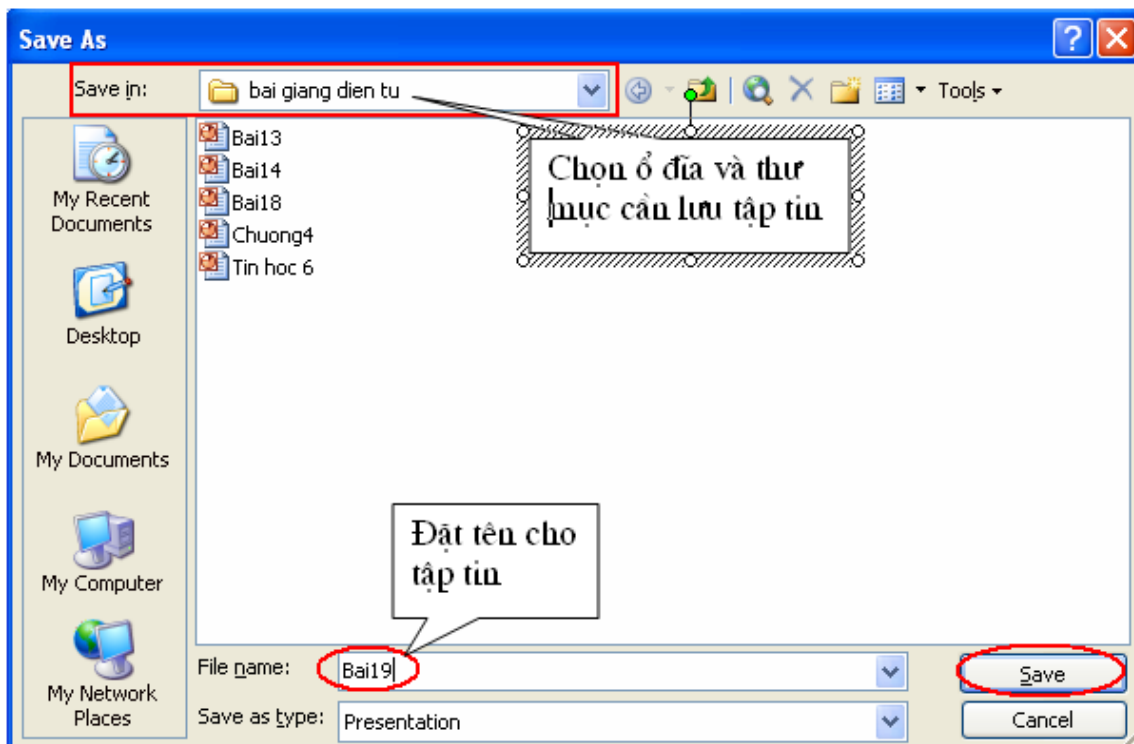 Save As
Save in:
bai giang dien tu
Tools
My Recent
Documents
Desktop
My Documents
My Computer
My Network
Places
Bai13
Bai14
Bai18
Chuong4
Tin hoc 6
Chọn ổ đĩa và thư
mục cần lưu tập tin
Đặt tên cho
tập tin
File name:
Bai19
Save
Save as type:
Presentation
Cancel